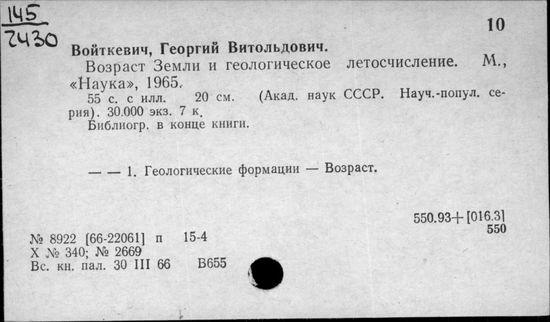 145
2430
10
Войткевич, Георгий Витольдович.
Возраст Земли и геологическое летосчисление. М.,
«Наука», 1965.
55 с. с илл. 20 см. (Акад. наук СССР. Науч.-попул. се-
рия). 30.000 экз. 7 к.
Библиогр. в конце книги.
— — 1. Геологические формации — Возраст.
550.93+[016.3]
550
№ 8922 [66-22061] п 15-4
Х № 340; № 2669
Вс. кн. пал. 30 III 66 В655